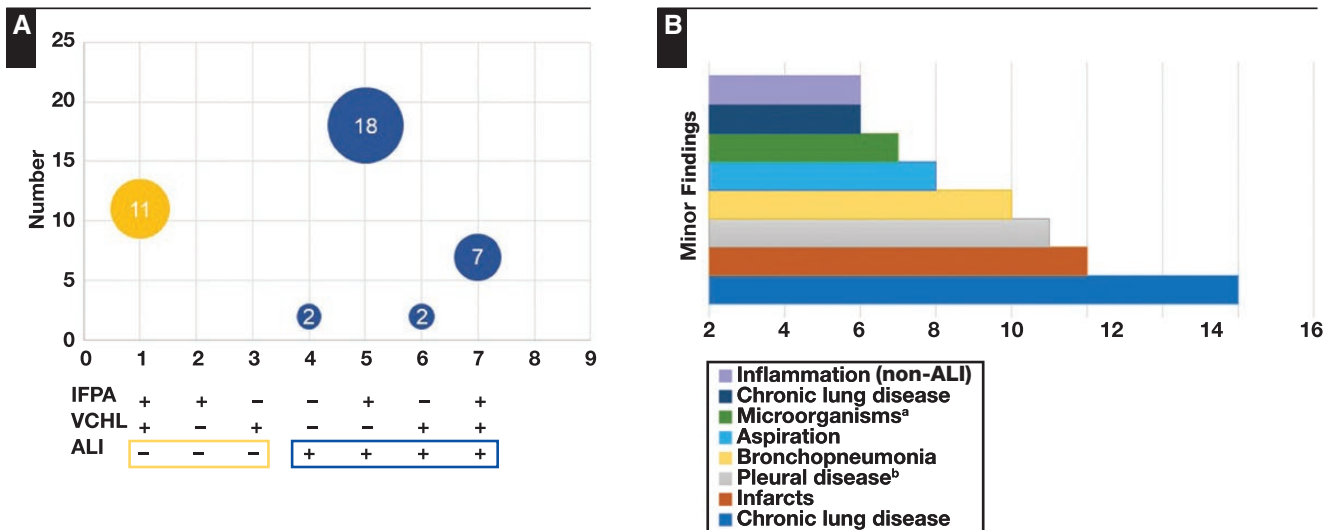 A
25
20
15
10
5
0
Number
18
11
7
2
2
0 1 2 3 4 5 6 7 8 9
IFPA + + – – + – +
VCHL + – + – – + +
ALI – – – + + + +
B
Minor Findings
2 4 6 8 10 12 14 16
Inflammation (non-ALI)
Chronic lung disease
Microorganismsᵃ
Aspiration
Bronchopneumonia
Pleural diseaseᵇ
Infarcts
Chronic lung disease